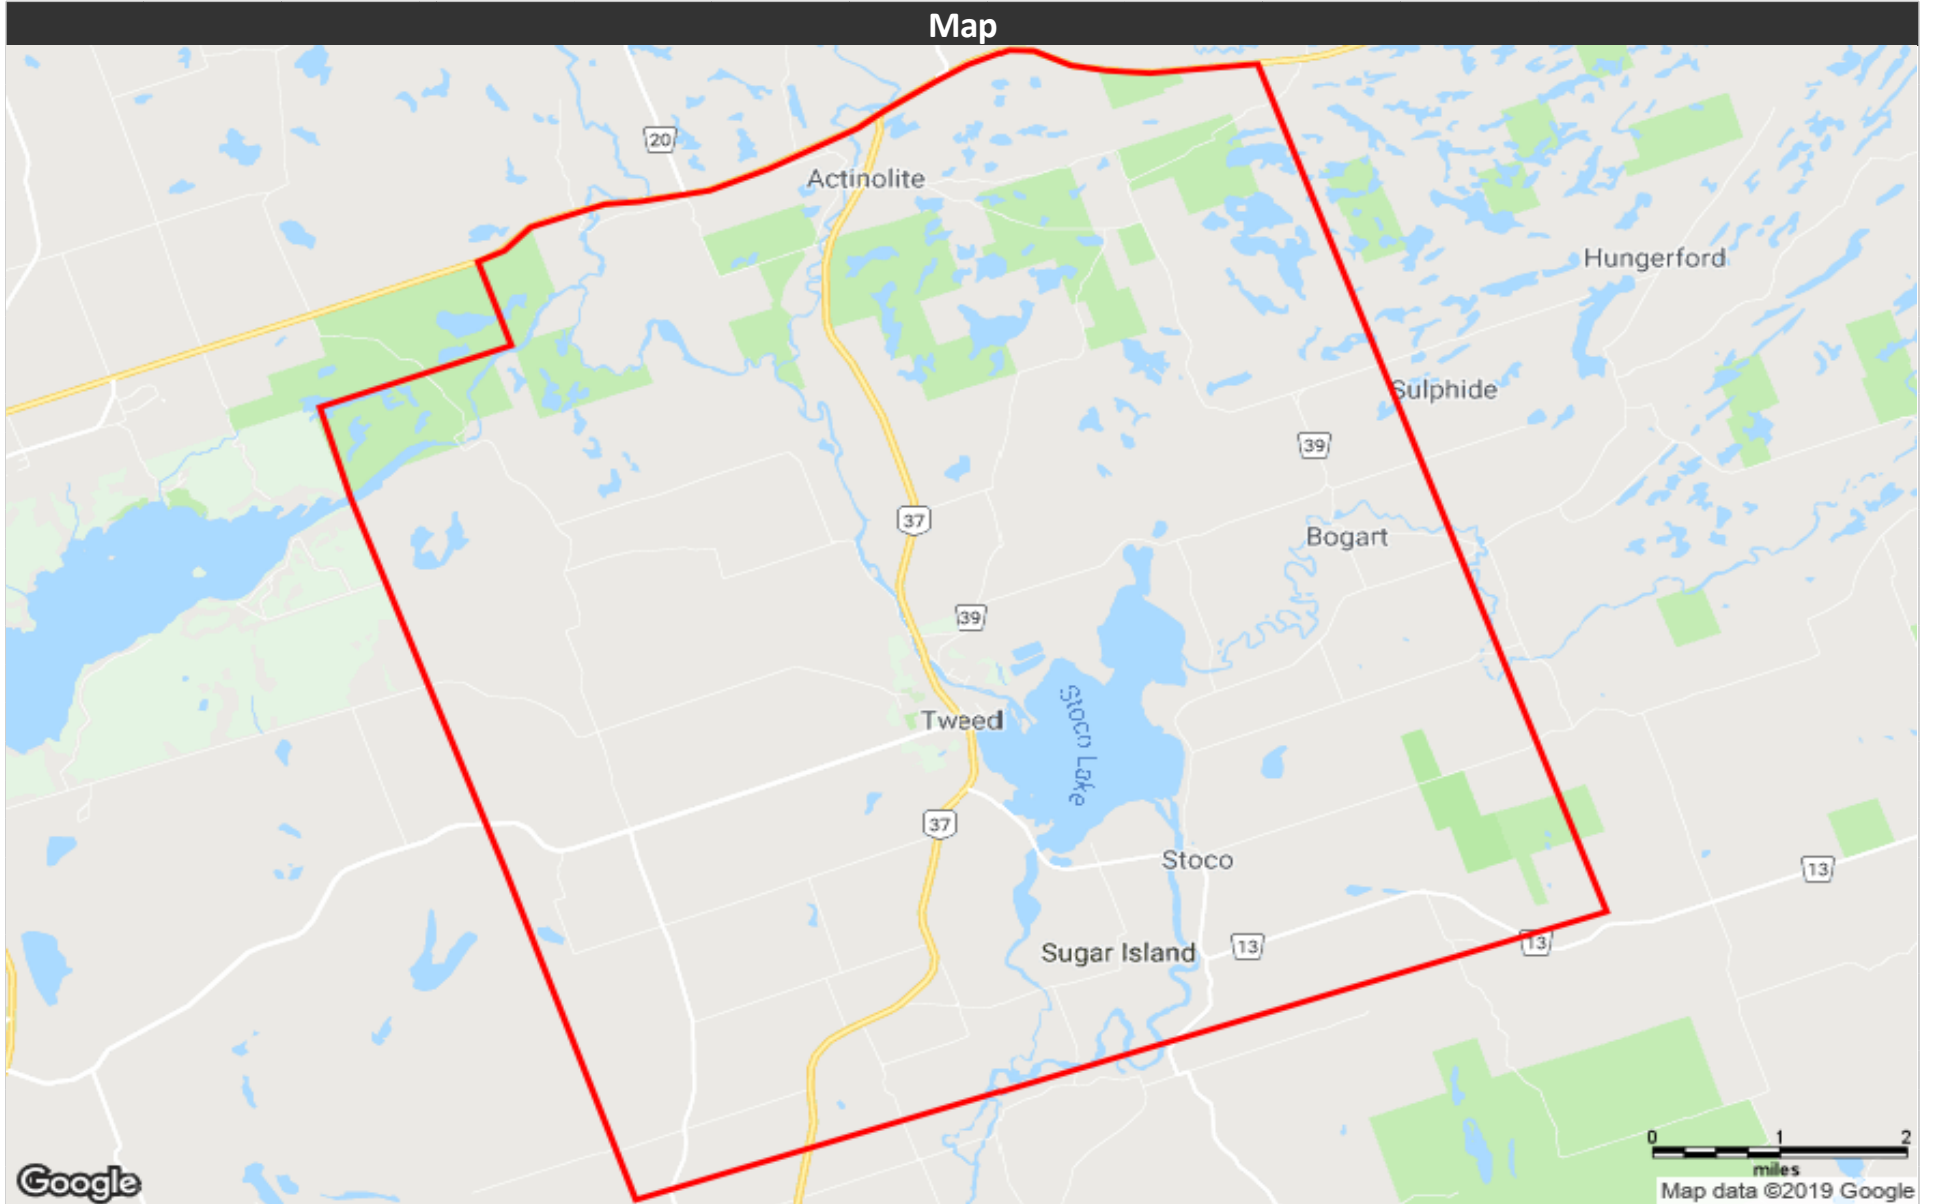 Map
20
Actinolite
Hungerford
Sulphide
39
37
Bogart
39
Stoco Lake
Tweed
37
Stoco
13
Sugar Island
13
13
0 1 2
miles
Google
Map data ©2019 Google